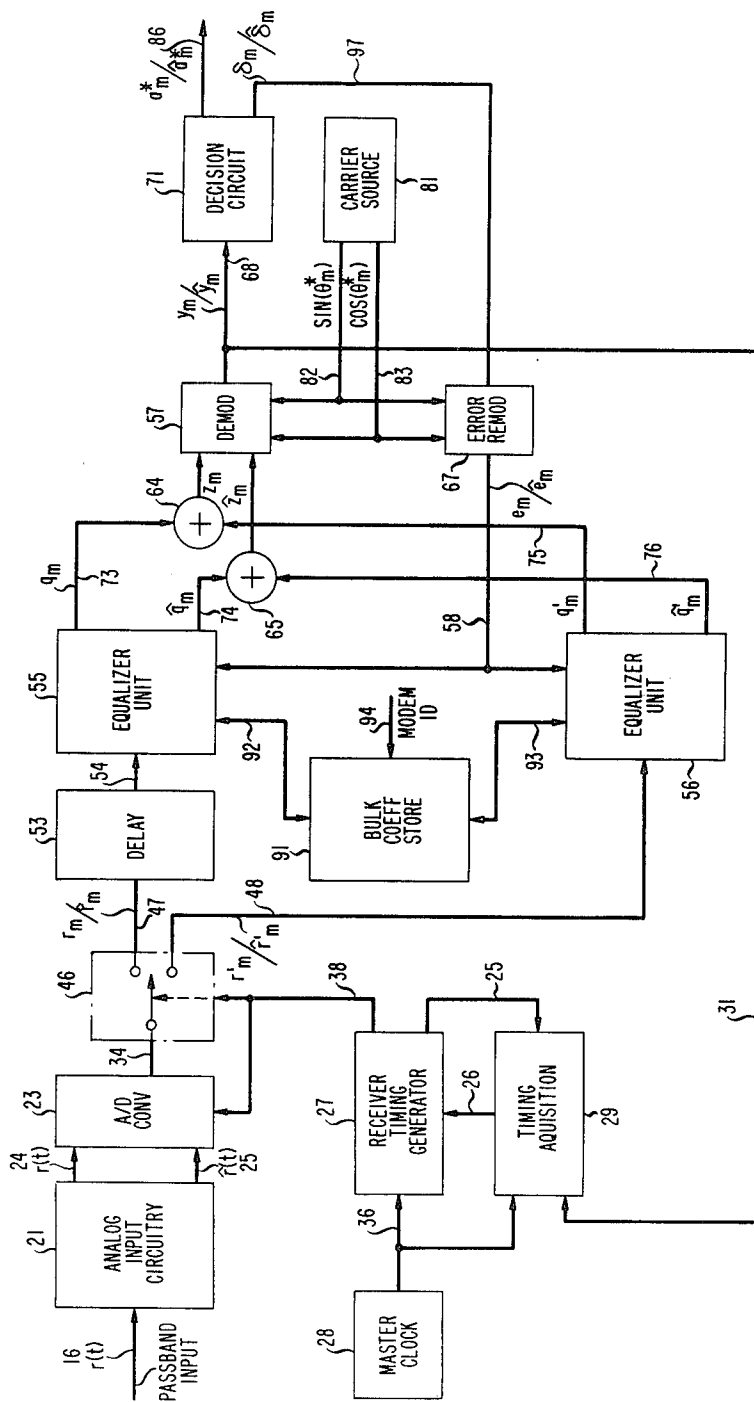 16
r(t)
PASSBAND
INPUT
21
ANALOG
INPUT
CIRCUITRY
24
r(t)
r̂(t)
25
23
A/D CONV
34
46
r_m/r̂_m
47
r'_m/r̂'_m
48
53
DELAY
54
55
EQUALIZER
UNIT
q_m
73
q̂_m
74
64
+
65
+
z_m
ẑ_m
57
DEMOD
y_m/ŷ_m
68
71
DECISION
CIRCUIT
a*_m/â*_m
86
δ_m/δ̂_m
97
CARRIER
SOURCE
81
SIN(θ*_m)
COS(θ*_m)
82
83
ERROR
REMOD
67
e_m/ê_m
58
75
76
q'_m
q̂'_m
EQUALIZER
UNIT
56
92
93
94
MODEM
ID
BULK
COEFF
STORE
91
38
27
RECEIVER
TIMING
GENERATOR
25
26
TIMING
AQUISITION
29
36
28
MASTER
CLOCK
31